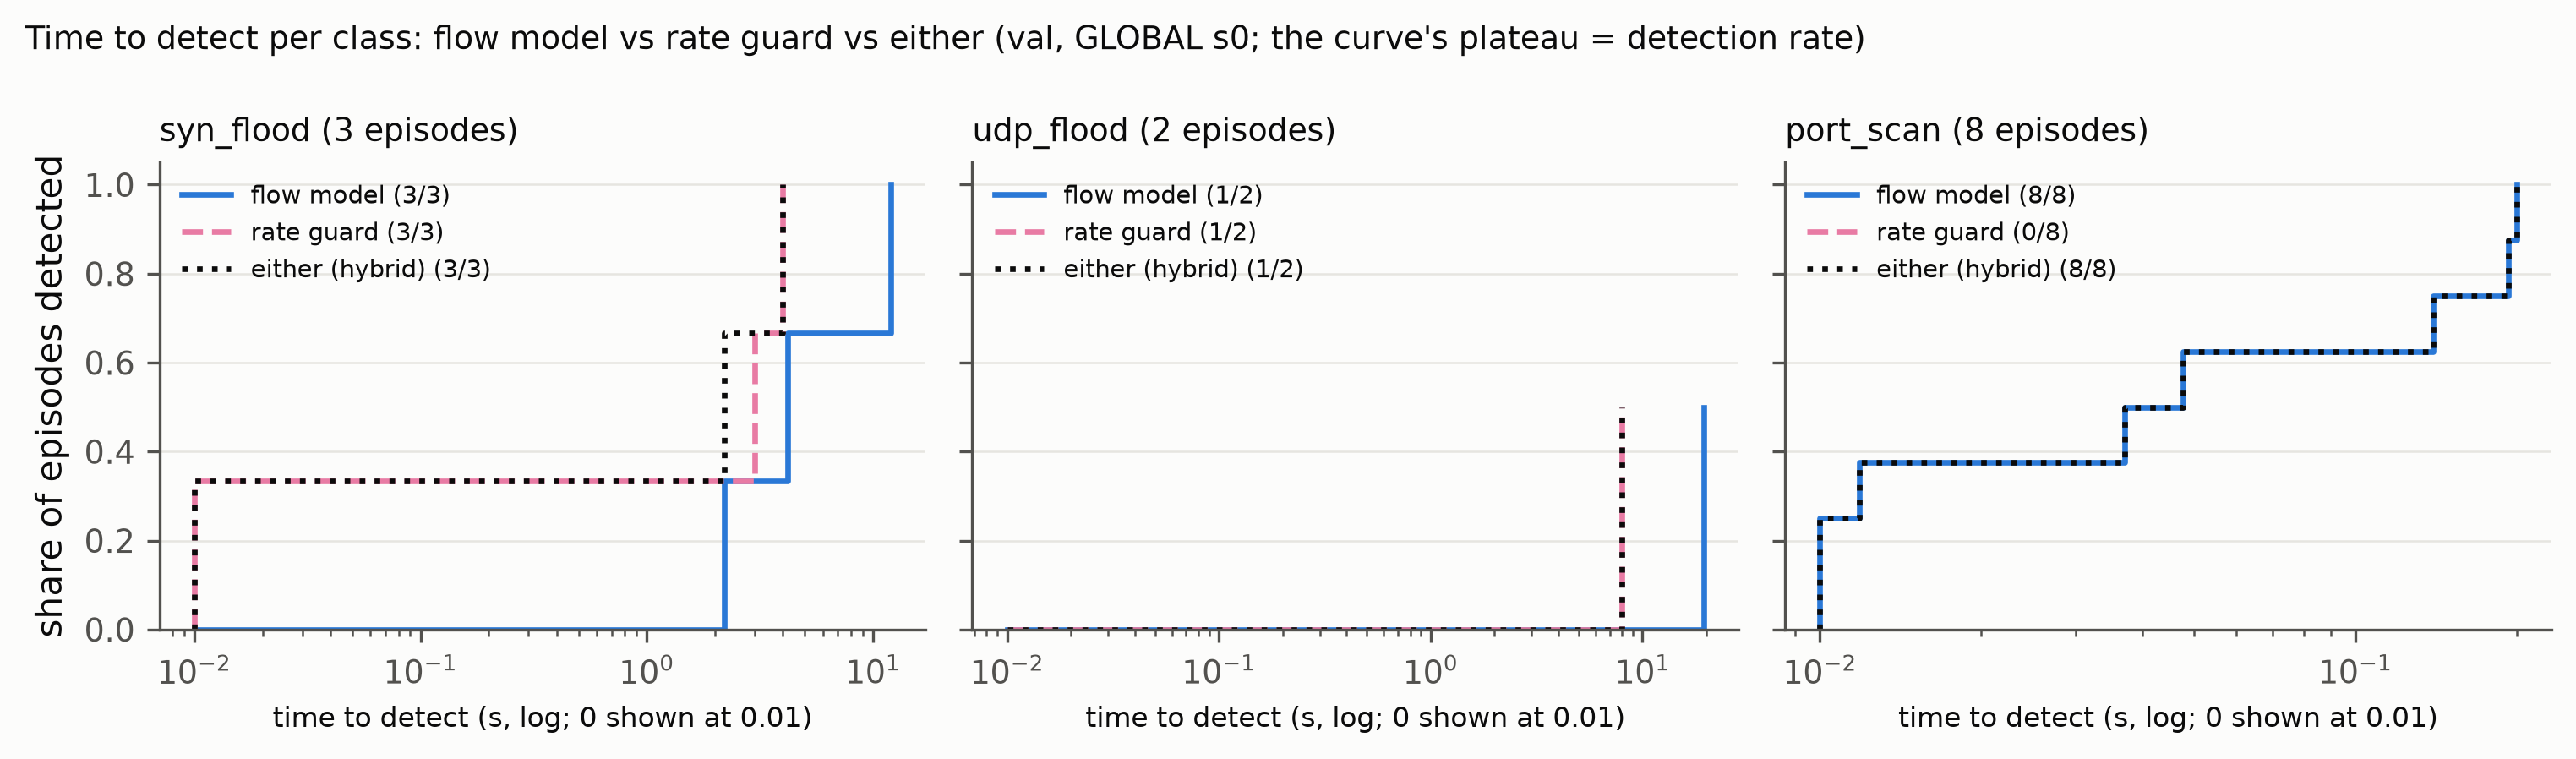 Time to detect per class: flow model vs rate guard vs either (val, GLOBAL s0; the curve's plateau = detection rate)
syn_flood (3 episodes)
flow model (3/3)
rate guard (3/3)
either (hybrid) (3/3)
share of episodes detected
1.0
0.8
0.6
0.4
0.2
0.0
10⁻² 10⁻¹ 10⁰ 10¹
time to detect (s, log; 0 shown at 0.01)
udp_flood (2 episodes)
flow model (1/2)
rate guard (1/2)
either (hybrid) (1/2)
10⁻² 10⁻¹ 10⁰ 10¹
time to detect (s, log; 0 shown at 0.01)
port_scan (8 episodes)
flow model (8/8)
rate guard (0/8)
either (hybrid) (8/8)
10⁻² 10⁻¹
time to detect (s, log; 0 shown at 0.01)